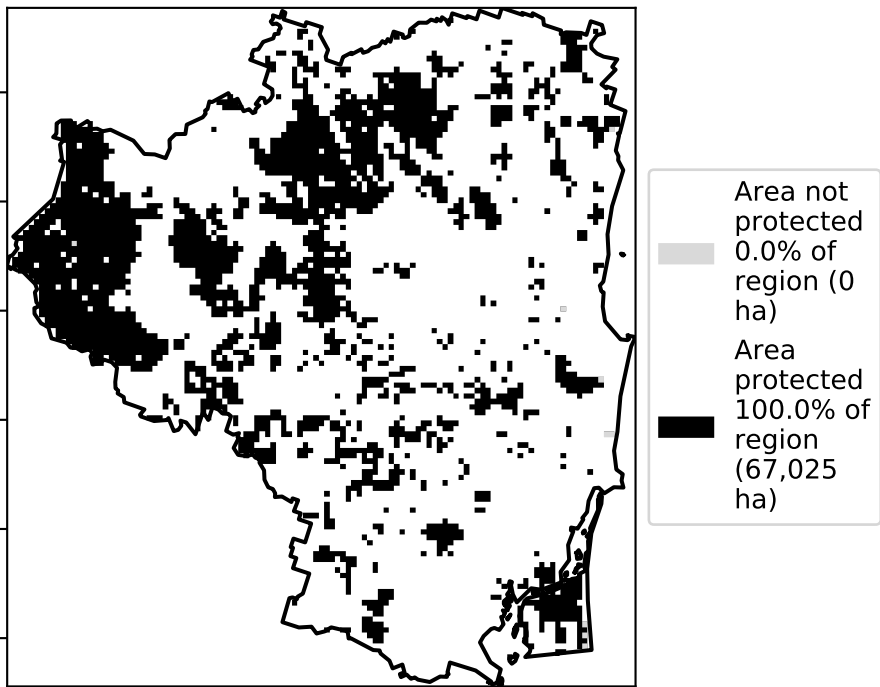 Area not
protected
0.0% of
region (0
ha)
Area
protected
100.0% of
region
(67,025
ha)